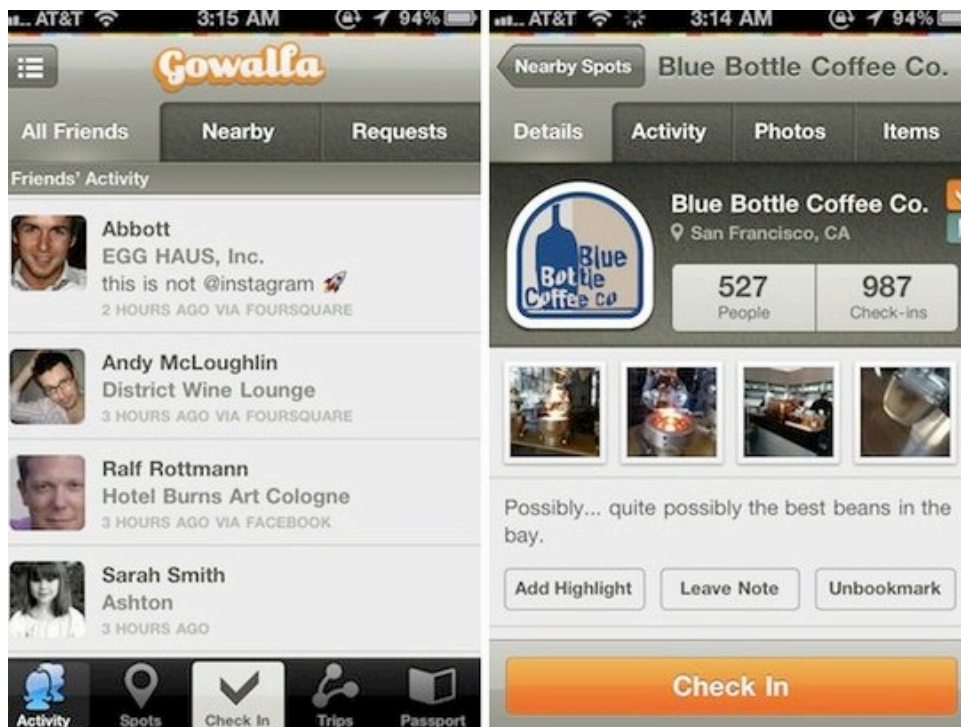 AT&T 3:15 AM 94%
Gowalla
All Friends Nearby Requests
Friends' Activity
Abbott
EGG HAUS, Inc.
this is not @instagram 🚀
2 HOURS AGO VIA FOURSQUARE
Andy McLoughlin
District Wine Lounge
3 HOURS AGO VIA FOURSQUARE
Ralf Rottmann
Hotel Burns Art Cologne
3 HOURS AGO VIA FACEBOOK
Sarah Smith
Ashton
3 HOURS AGO
Activity Spots Check In Trips Passport
AT&T 3:14 AM 94%
Nearby Spots Blue Bottle Coffee Co.
Details Activity Photos Items
Blue
Bottle
Coffee Co
Blue Bottle Coffee Co.
San Francisco, CA
527 987
People Check-ins
Possibly... quite possibly the best beans in the
bay.
Add Highlight Leave Note Unbookmark
Check In